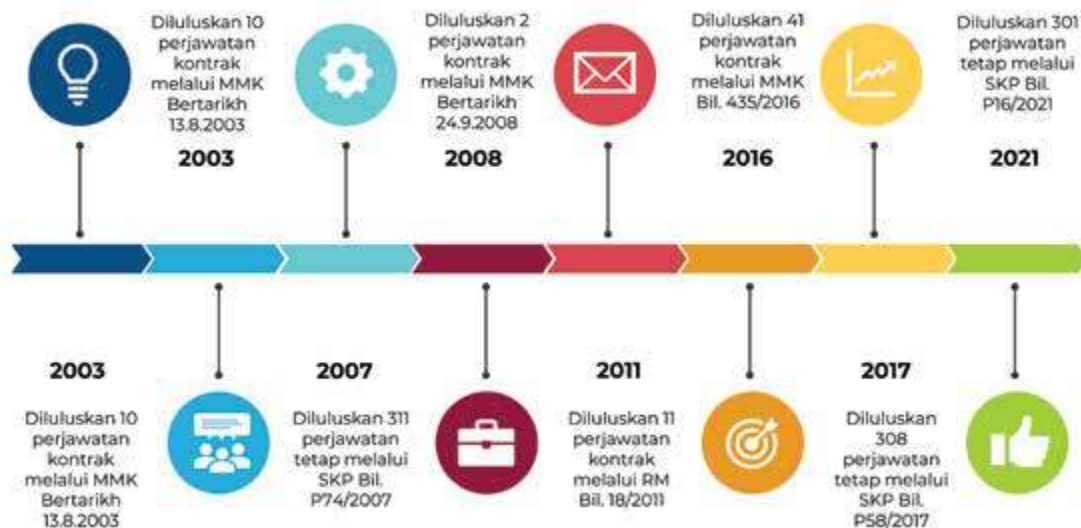 Diluluskan 10
perjawatan
kontrak
melalui MMK
Bertarikh
13.8.2003
2003
Diluluskan 2
perjawatan
kontrak
melalui MMK
Bertarikh
24.9.2008
2008
Diluluskan 41
perjawatan
kontrak
melalui MMK
Bil. 435/2016
2016
Diluluskan 301
perjawatan
tetap melalui
SKP Bil.
P16/2021
2021
2003
Diluluskan 10
perjawatan
kontrak
melalui MMK
Bertarikh
13.8.2003
2007
Diluluskan 311
perjawatan
tetap melalui
SKP Bil.
P74/2007
2011
Diluluskan 11
perjawatan
kontrak
melalui RM
Bil. 18/2011
2017
Diluluskan
308
perjawatan
tetap melalui
SKP Bil.
P58/2017